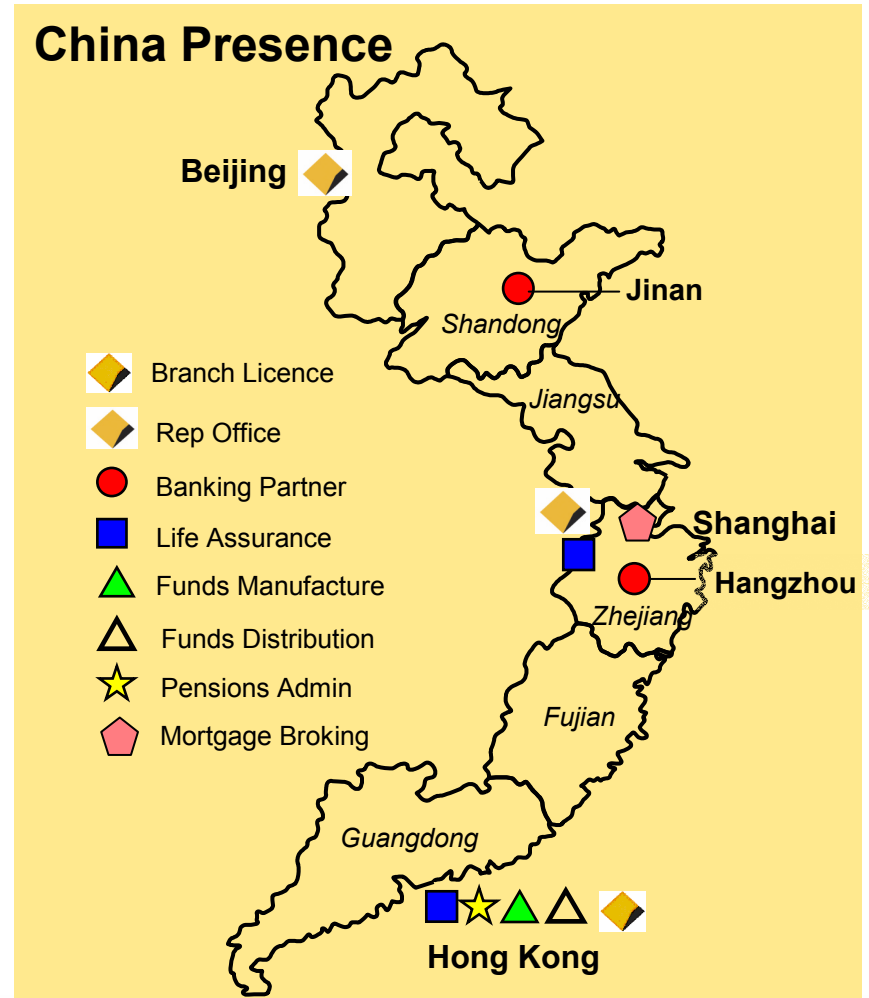 China Presence
Beijing
Jinan
Shandong
Branch Licence
Jiangsu
Rep Office
Banking Partner
Shanghai
Life Assurance
Hangzhou
Funds Manufacture
Zhejiang
Funds Distribution
Pensions Admin
Fujian
Mortgage Broking
Guangdong
Hong Kong